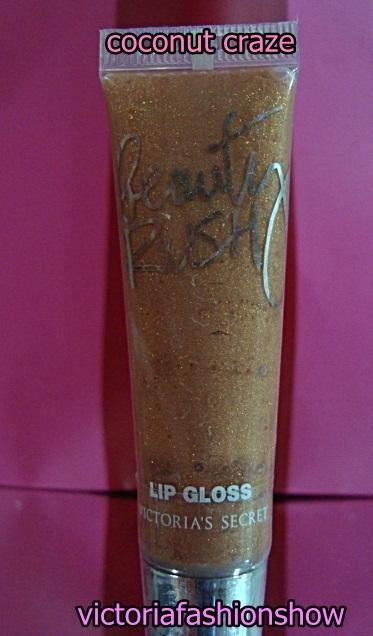 coconut craze
Beauty
RUSH
LIP GLOSS
VICTORIA'S SECRET
victoriafashionshow